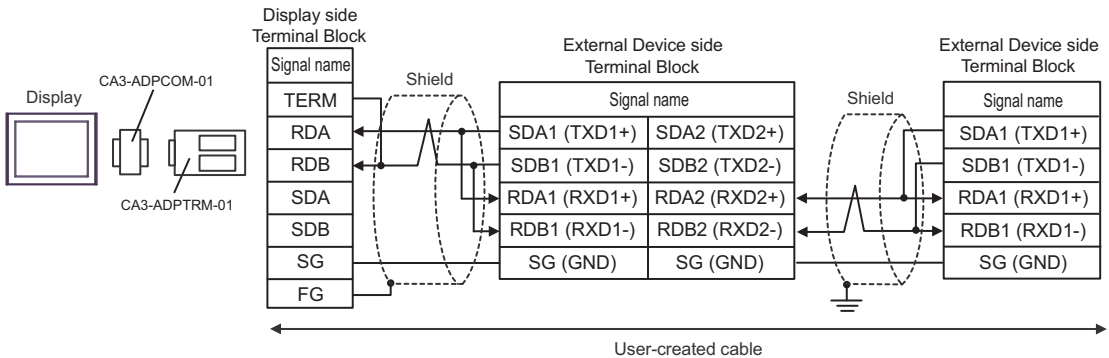 Display
CA3-ADPCOM-01
CA3-ADPTRM-01
Display side
Terminal Block
Signal name
TERM
RDA
RDB
SDA
SDB
SG
FG
Shield
External Device side
Terminal Block
Signal name
SDA1 (TXD1+) SDA2 (TXD2+)
SDB1 (TXD1-) SDB2 (TXD2-)
RDA1 (RXD1+) RDA2 (RXD2+)
RDB1 (RXD1-) RDB2 (RXD2-)
SG (GND) SG (GND)
Shield
External Device side
Terminal Block
Signal name
SDA1 (TXD1+)
SDB1 (TXD1-)
RDA1 (RXD1+)
RDB1 (RXD1-)
SG (GND)
User-created cable